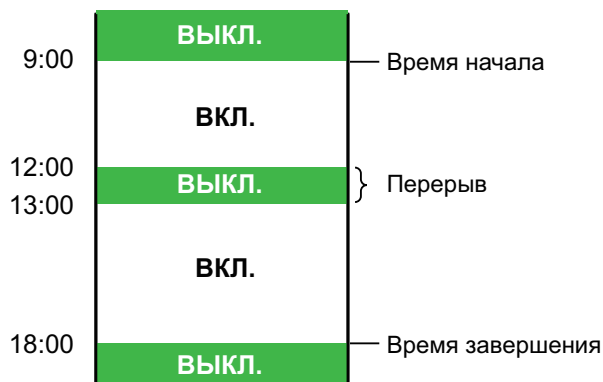 ВЫКЛ.
9:00
Время начала
ВКЛ.
12:00
ВЫКЛ.
Перерыв
13:00
ВКЛ.
18:00
Время завершения
ВЫКЛ.